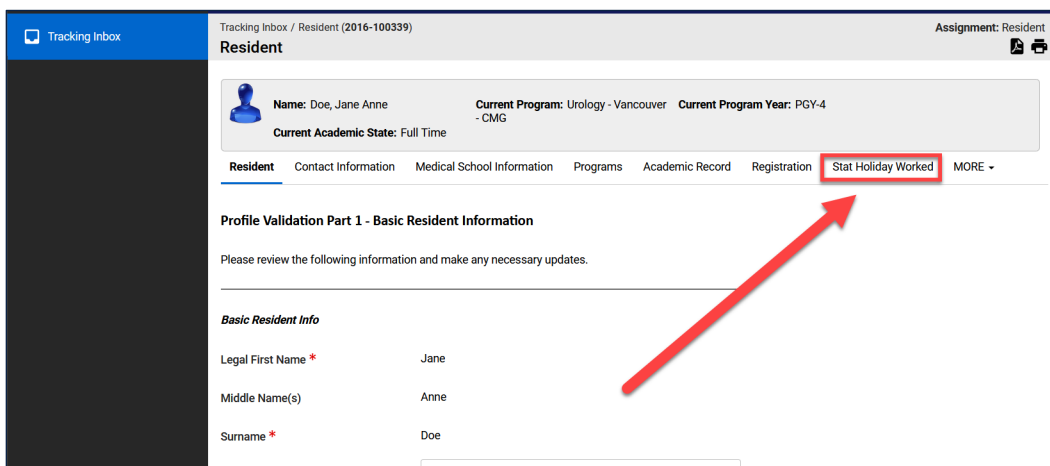 Tracking Inbox
Tracking Inbox / Resident (2016-100339)
Assignment: Resident
Resident
Name: Doe, Jane Anne
Current Program: Urology - Vancouver - CMG
Current Program Year: PGY-4
Current Academic State: Full Time
Resident Contact Information Medical School Information Programs Academic Record Registration Stat Holiday Worked MORE
Profile Validation Part 1 - Basic Resident Information
Please review the following information and make any necessary updates.
Basic Resident Info
Legal First Name * Jane
Middle Name(s) Anne
Surname * Doe